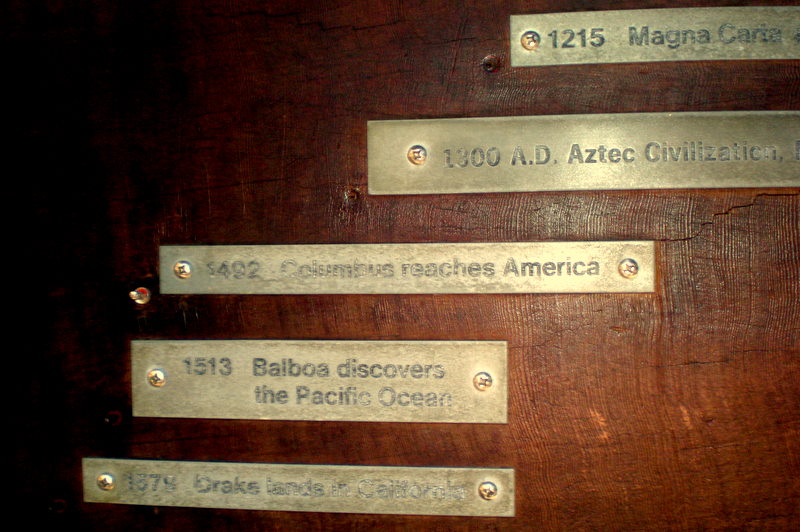 1215 Magna Carta
1300 A.D. Aztec Civilization,
1492 Columbus reaches America
1513 Balboa discovers
the Pacific Ocean
1579 Drake lands in California